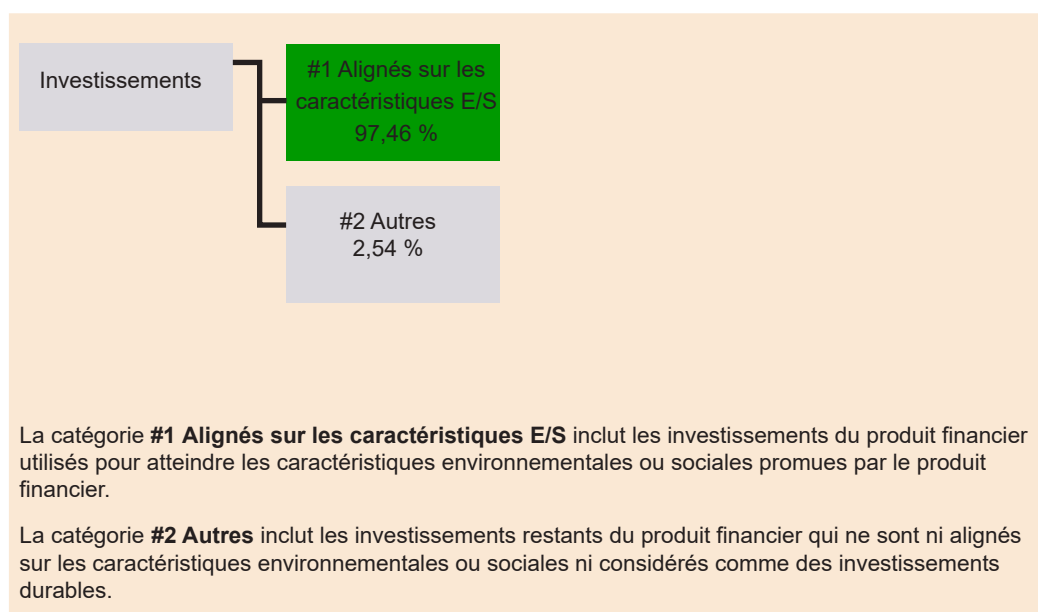 Investissements
#1 Alignés sur les
caractéristiques E/S
97,46 %
#2 Autres
2,54 %
La catégorie #1 Alignés sur les caractéristiques E/S inclut les investissements du produit financier
utilisés pour atteindre les caractéristiques environnementales ou sociales promues par le produit
financier.
La catégorie #2 Autres inclut les investissements restants du produit financier qui ne sont ni alignés
sur les caractéristiques environnementales ou sociales ni considérés comme des investissements
durables.